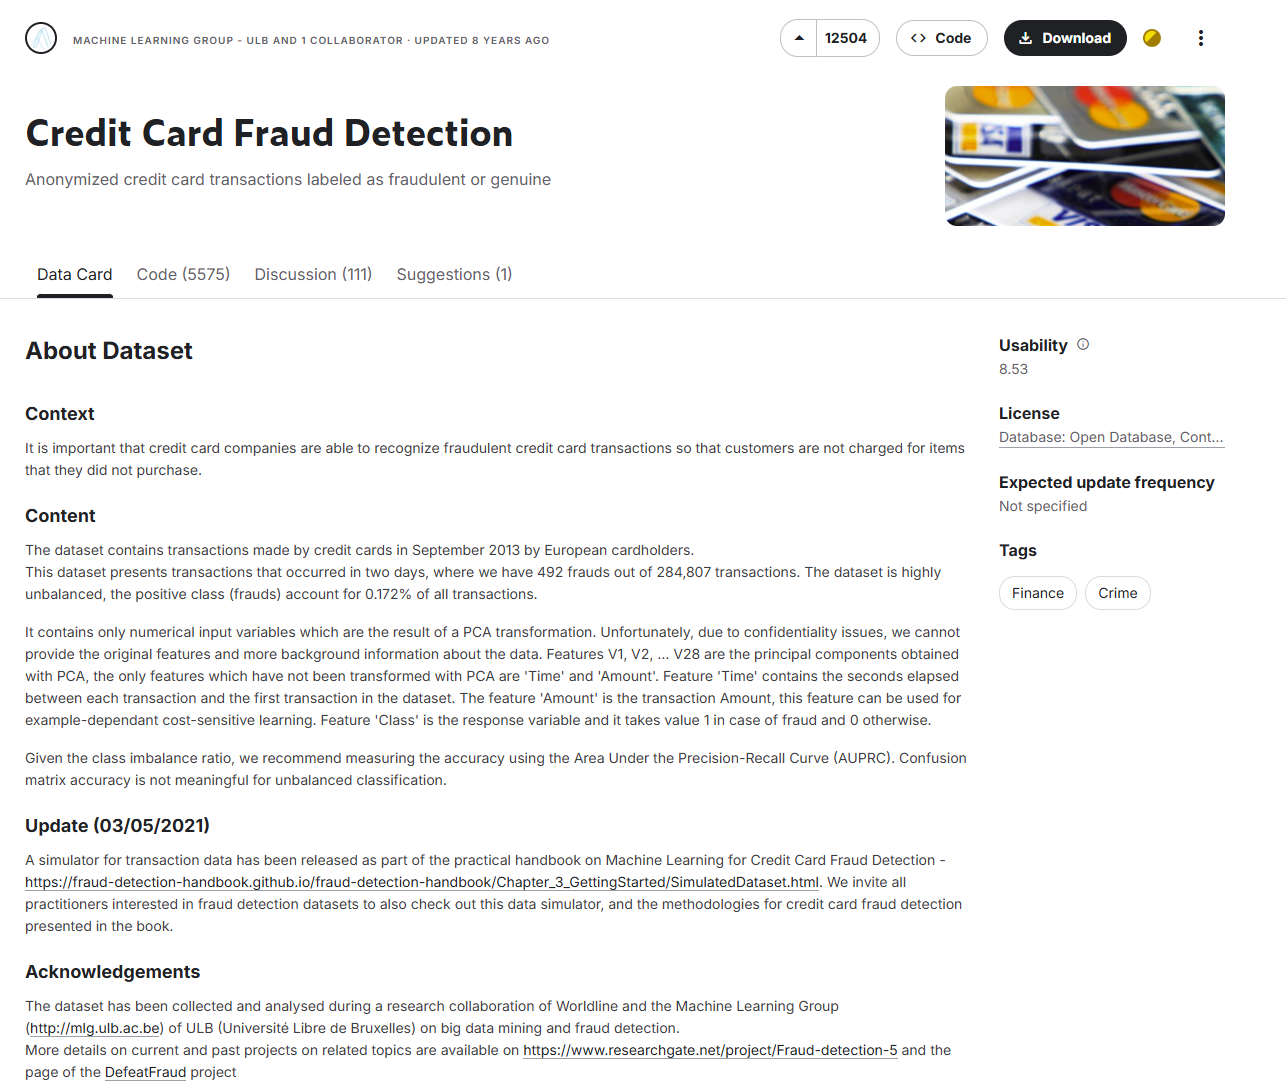 MACHINE LEARNING GROUP - ULB AND 1 COLLABORATOR · UPDATED 8 YEARS AGO
12504
Code
Download
Credit Card Fraud Detection
Anonymized credit card transactions labeled as fraudulent or genuine
VISA
Data Card
Code (5575)
Discussion (111)
Suggestions (1)
About Dataset
Context
It is important that credit card companies are able to recognize fraudulent credit card transactions so that customers are not charged for items
that they did not purchase.
Content
The dataset contains transactions made by credit cards in September 2013 by European cardholders.
This dataset presents transactions that occurred in two days, where we have 492 frauds out of 284,807 transactions. The dataset is highly
unbalanced, the positive class (frauds) account for 0.172% of all transactions.
It contains only numerical input variables which are the result of a PCA transformation. Unfortunately, due to confidentiality issues, we cannot
provide the original features and more background information about the data. Features V1, V2, … V28 are the principal components obtained
with PCA, the only features which have not been transformed with PCA are 'Time' and 'Amount'. Feature 'Time' contains the seconds elapsed
between each transaction and the first transaction in the dataset. The feature 'Amount' is the transaction Amount, this feature can be used for
example-dependant cost-sensitive learning. Feature 'Class' is the response variable and it takes value 1 in case of fraud and 0 otherwise.
Given the class imbalance ratio, we recommend measuring the accuracy using the Area Under the Precision-Recall Curve (AUPRC). Confusion
matrix accuracy is not meaningful for unbalanced classification.
Update (03/05/2021)
A simulator for transaction data has been released as part of the practical handbook on Machine Learning for Credit Card Fraud Detection -
https://fraud-detection-handbook.github.io/fraud-detection-handbook/Chapter_3_GettingStarted/SimulatedDataset.html. We invite all
practitioners interested in fraud detection datasets to also check out this data simulator, and the methodologies for credit card fraud detection
presented in the book.
Acknowledgements
The dataset has been collected and analysed during a research collaboration of Worldline and the Machine Learning Group
(http://mlg.ulb.ac.be) of ULB (Université Libre de Bruxelles) on big data mining and fraud detection.
More details on current and past projects on related topics are available on https://www.researchgate.net/project/Fraud-detection-5 and the
page of the DefeatFraud project
Usability
8.53
License
Database: Open Database, Cont...
Expected update frequency
Not specified
Tags
Finance
Crime